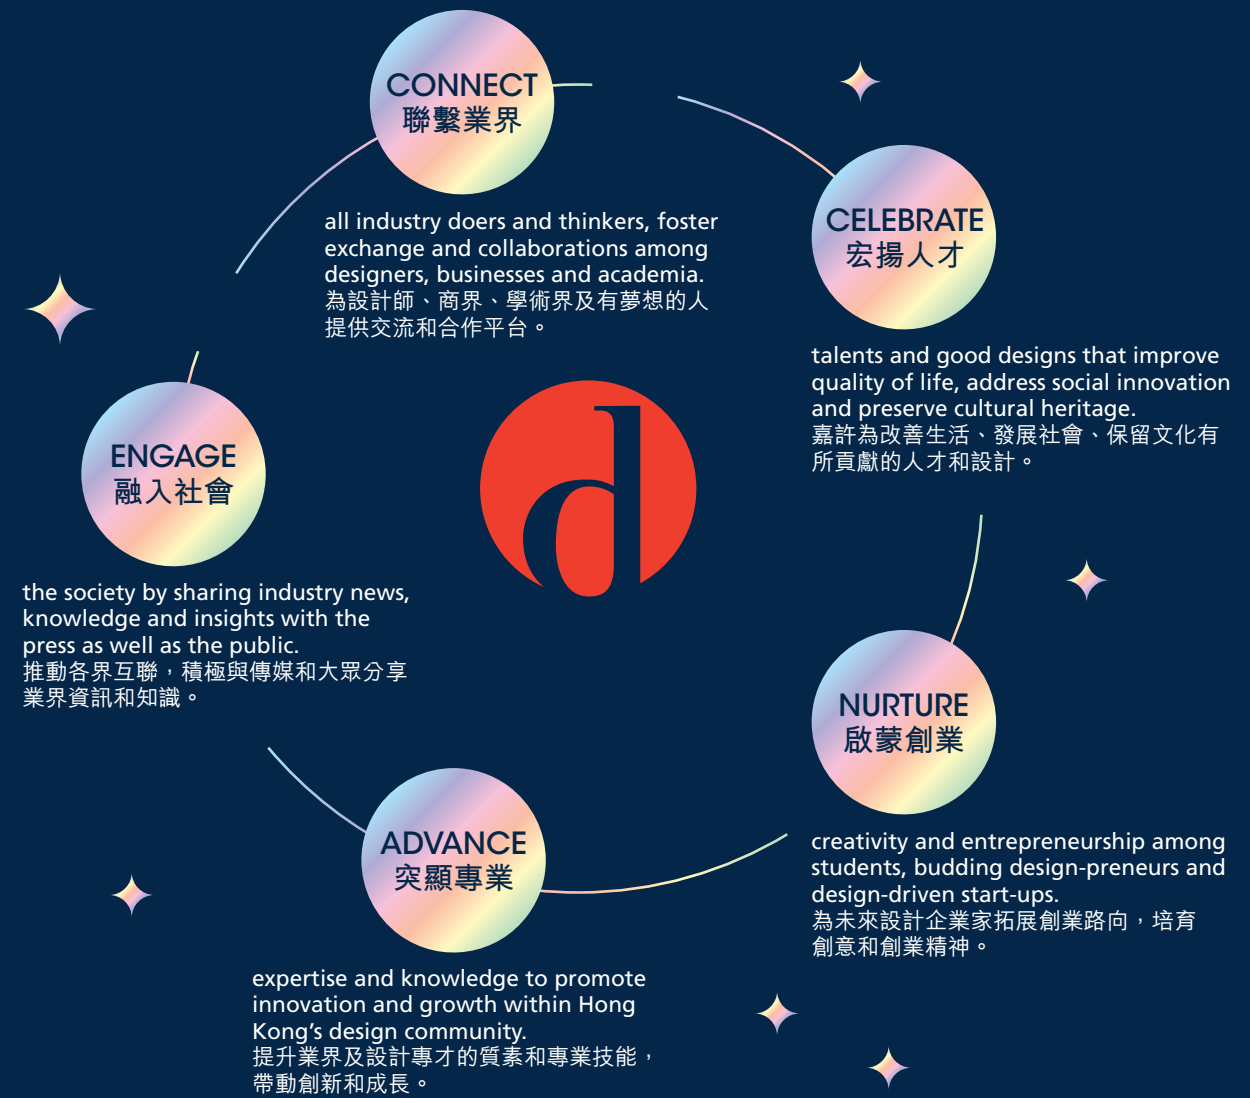 CONNECT
聯繫業界
all industry doers and thinkers, foster
exchange and collaborations among
designers, businesses and academia.
為設計師、商界、學術界及有夢想的人
提供交流和合作平台。
CELEBRATE
宏揚人才
talents and good designs that improve
quality of life, address social innovation
and preserve cultural heritage.
嘉許為改善生活、發展社會、保留文化有
所貢獻的人才和設計。
d
ENGAGE
融入社會
the society by sharing industry news,
knowledge and insights with the
press as well as the public.
推動各界互聯，積極與傳媒和大眾分享
業界資訊和知識。
NURTURE
啟蒙創業
creativity and entrepreneurship among
students, budding design-preneurs and
design-driven start-ups.
為未來設計企業家拓展創業路向，培育
創意和創業精神。
ADVANCE
突顯專業
expertise and knowledge to promote
innovation and growth within Hong
Kong’s design community.
提升業界及設計專才的質素和專業技能，
帶動創新和成長。